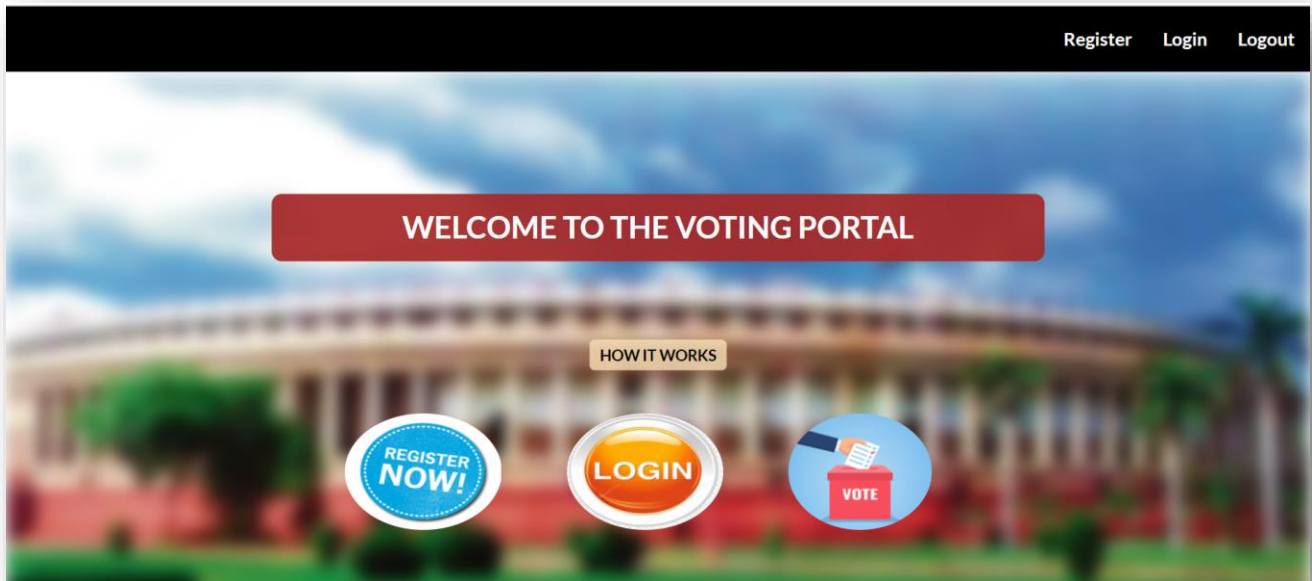 Register Login Logout
WELCOME TO THE VOTING PORTAL
HOW IT WORKS
REGISTER
NOW!
LOGIN
VOTE